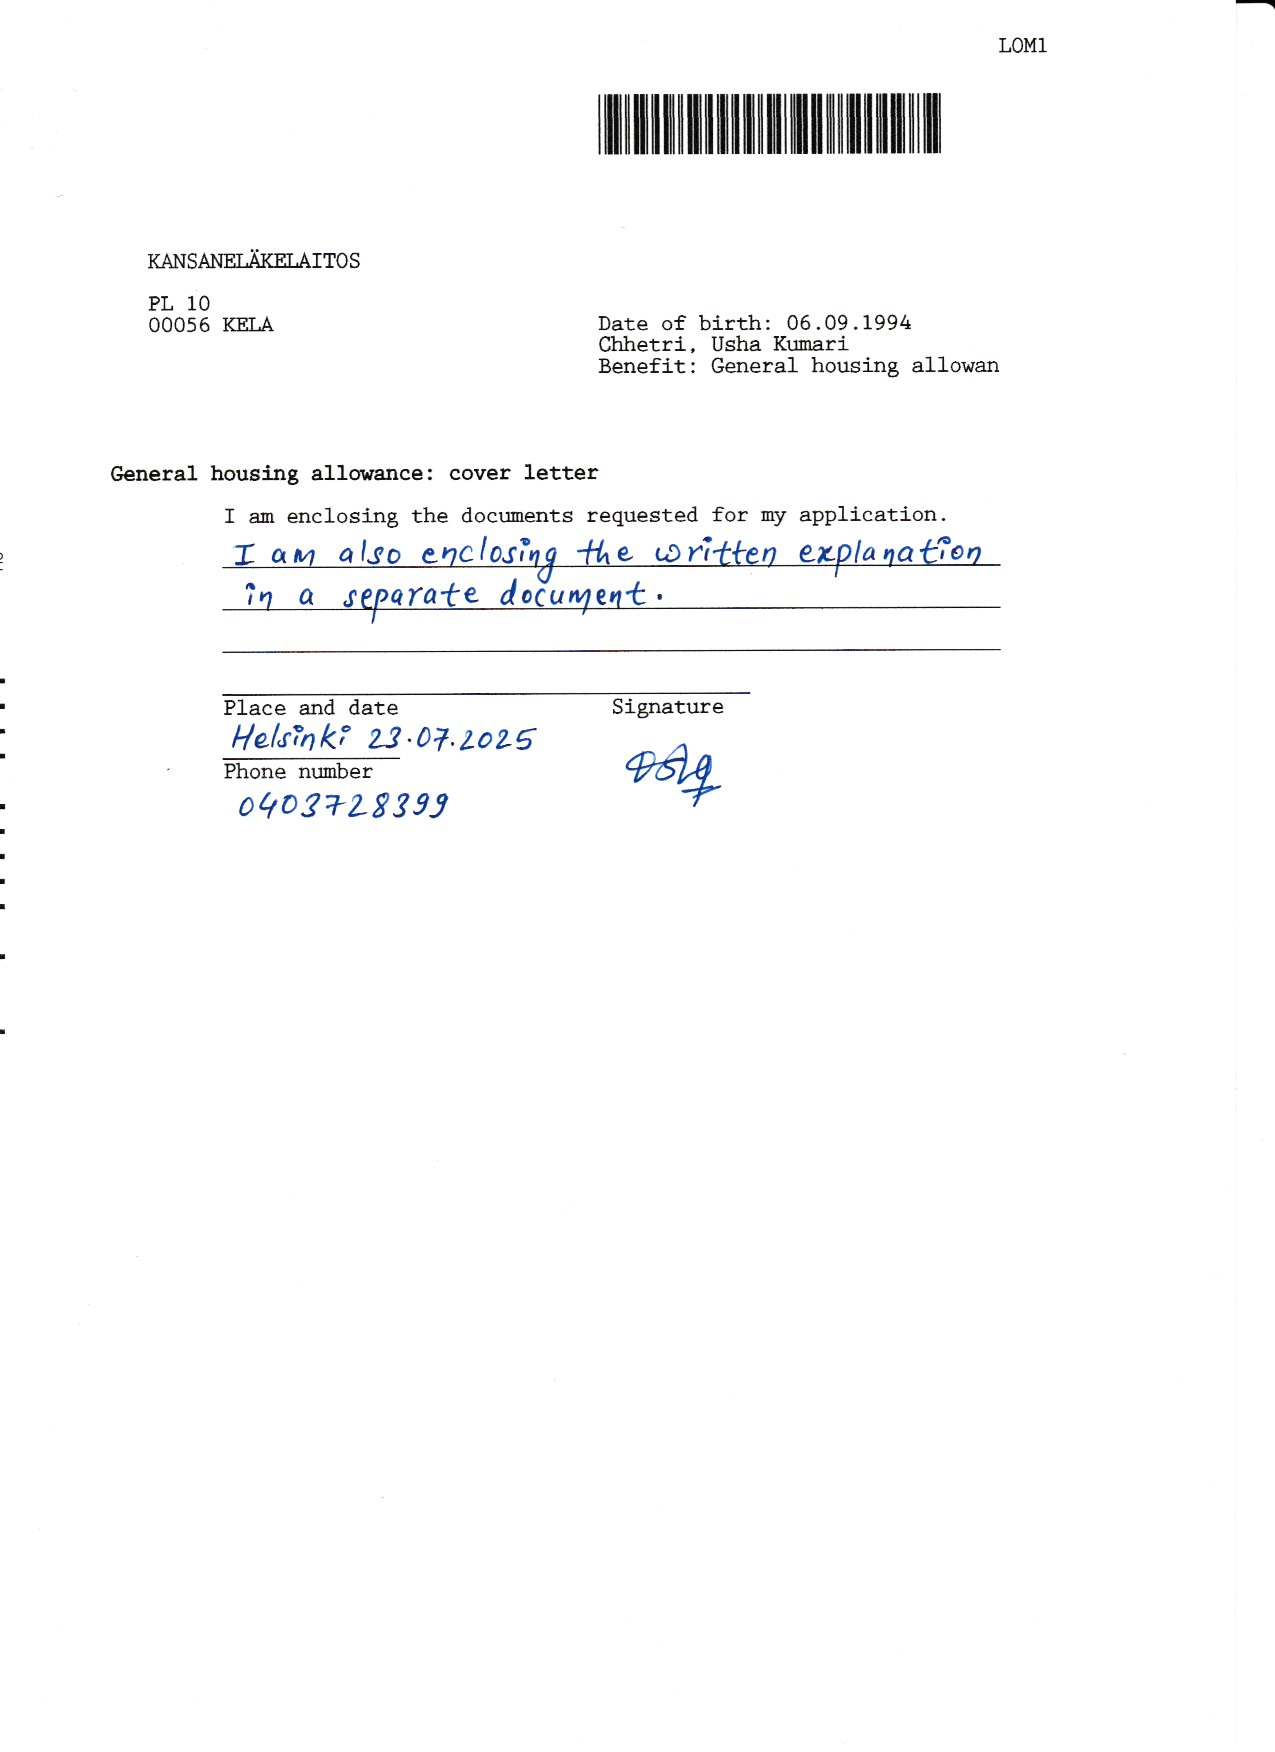 LOM1
KANSANELÄKELAITOS
PL 10
00056 KELA
Date of birth: 06.09.1994
Chhetri, Usha Kumari
Benefit: General housing allowan
General housing allowance: cover letter
I am enclosing the documents requested for my application.
I am also enclosing the written explanation
in a separate document.
Place and date
Signature
Helsinki 23.07.2025
Phone number
0403728399